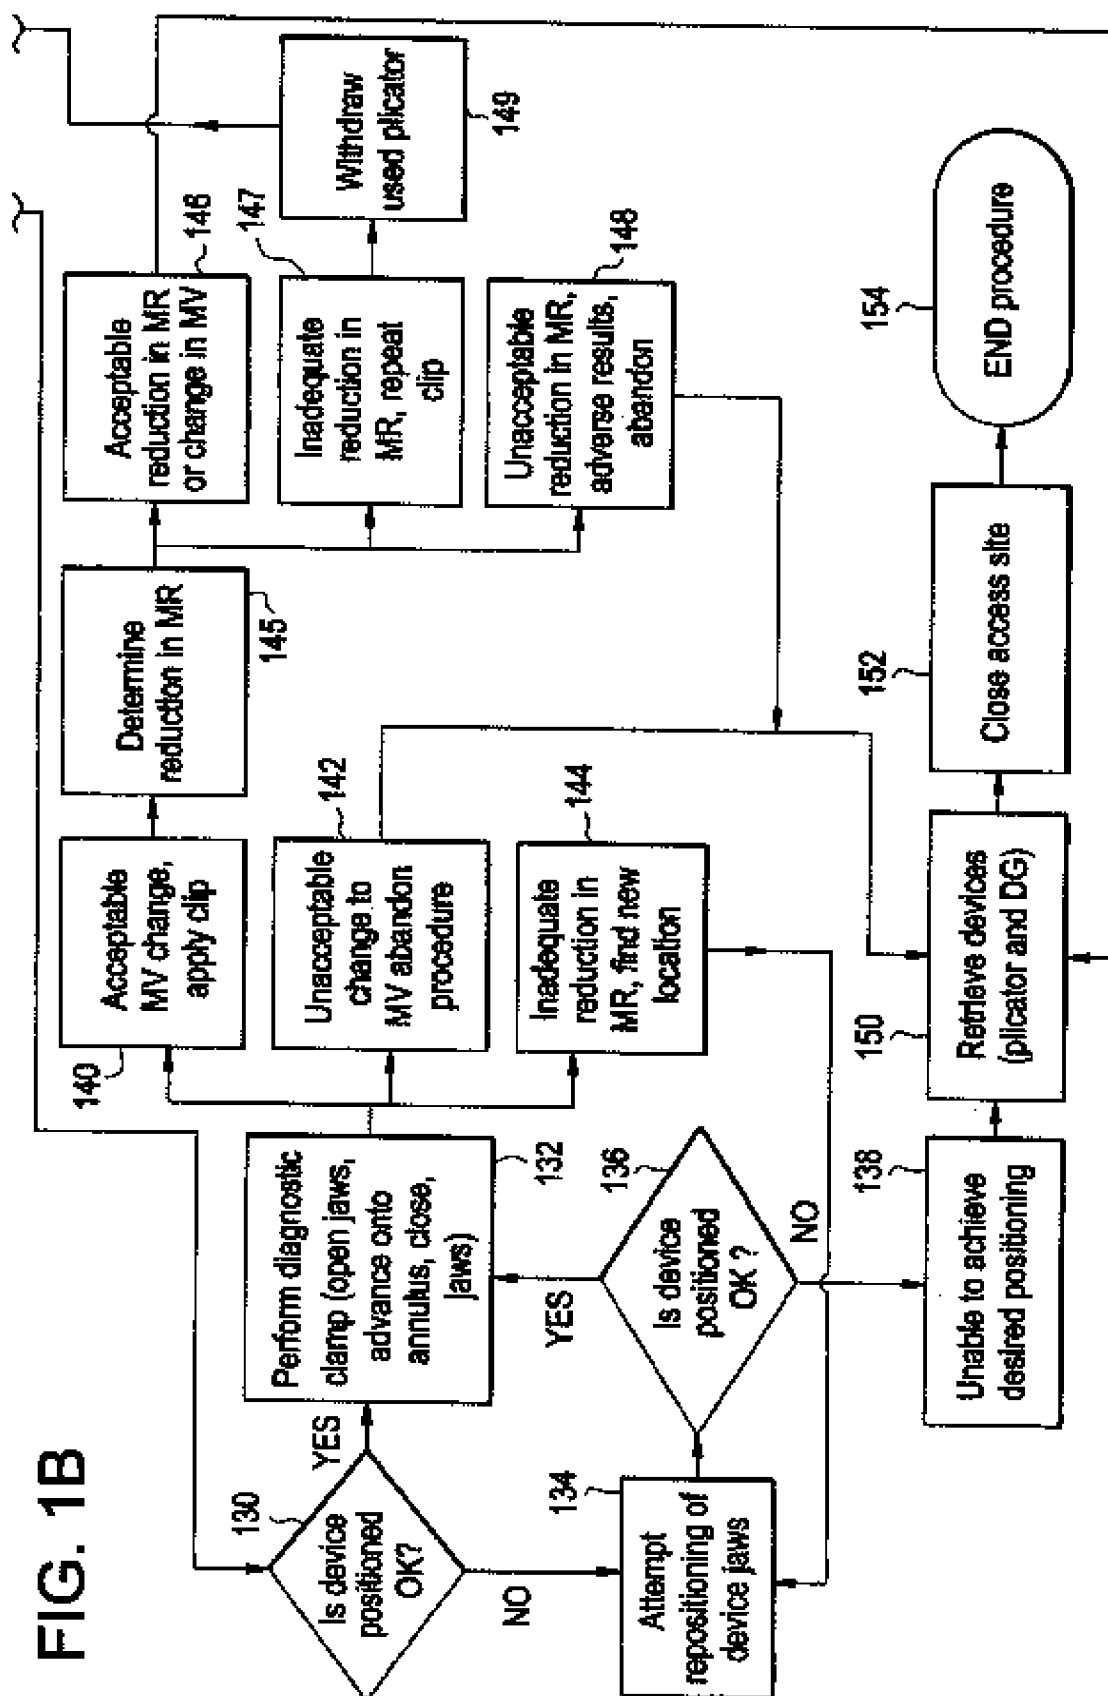 FIG. 1B
Is device
positioned
OK?
130
YES
NO
Perform diagnostic
clamp (open jaws,
advance onto
annulus, close,
jaws)
132
Attempt
repositioning of
device jaws
134
Is device
positioned
OK ?
136
YES
NO
Unable to achieve
desired positioning
138
Acceptable
MV change,
apply clip
140
Unacceptable
change to
MV abandon
procedure
142
Inadequate
reduction in
MR, find new
location
144
Determine
reduction in MR
145
Acceptable
reduction in MR
or change in MV
146
Inadequate
reduction in
MR, repeat
clip
147
Unacceptable
reduction in MR,
adverse results,
abandon
148
Withdraw
used plicator
149
Retrieve devices
(plicator and DG)
150
Close access site
152
END procedure
154